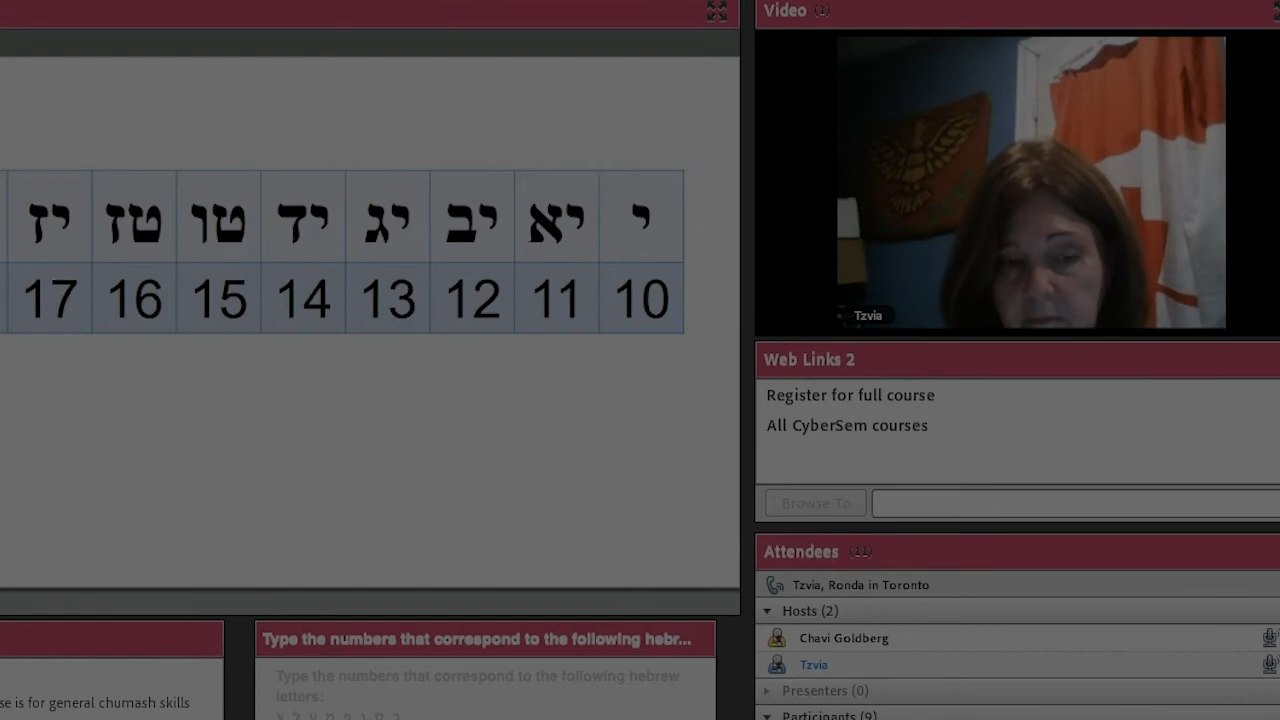 Video (1)
יא יב יג יד טו טז יז י
17 16 15 14 13 12 11 10
Tzvia
Web Links 2
Register for full course
All CyberSem courses
Browse To
Attendees (11)
Tzvia, Ronda in Toronto
Hosts (2)
Chavi Goldberg
Tzvia
Presenters (0)
Participants (9)
se is for general chumash skills
Type the numbers that correspond to the following hebr...
Type the numbers that correspond to the following hebrew
letters: